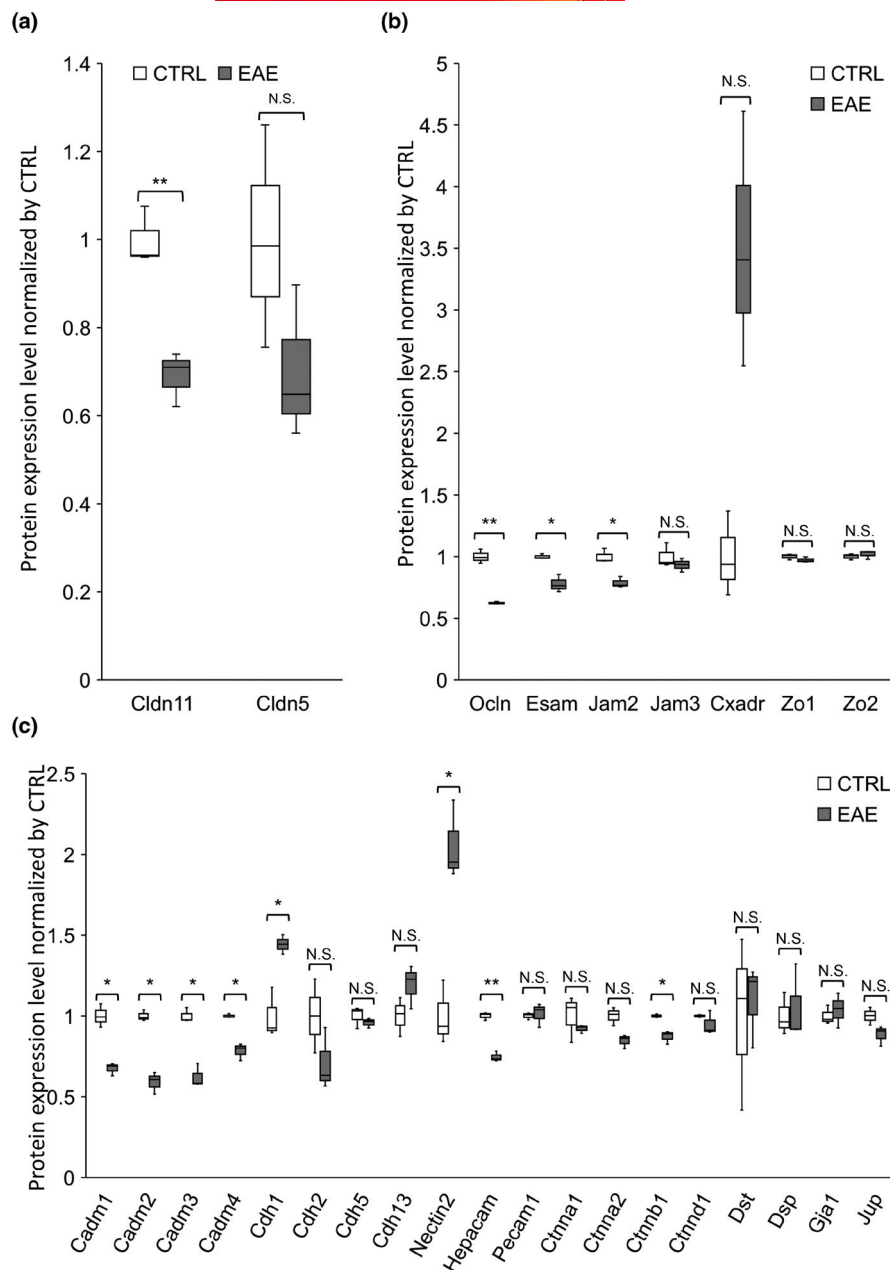 (a)
Protein expression level normalized by CTRL
1.4
1.2
1
0.8
0.6
0.4
0.2
0
CTRL EAE
**
N.S.
Cldn11 Cldn5
(b)
Protein expression level normalized by CTRL
5
4.5
4
3.5
3
2.5
2
1.5
1
0.5
0
CTRL
EAE
** * * N.S. N.S. N.S. N.S.
Ocln Esam Jam2 Jam3 Cxadr Zo1 Zo2
(c)
Protein expression level normalized by CTRL
2.5
2
1.5
1
0.5
0
CTRL
EAE
* * * * * N.S. N.S. N.S. * ** N.S. N.S. N.S. * N.S. N.S. N.S. N.S. N.S.
Cadm1 Cadm2 Cadm3 Cadm4 Cdh1 Cdh2 Cdh5 Cdh13 Nectin2 Hepacam Pecam1 Ctnna1 Ctnna2 Ctnnb1 Ctnnd1 Dst Dsp Gja1 Jup